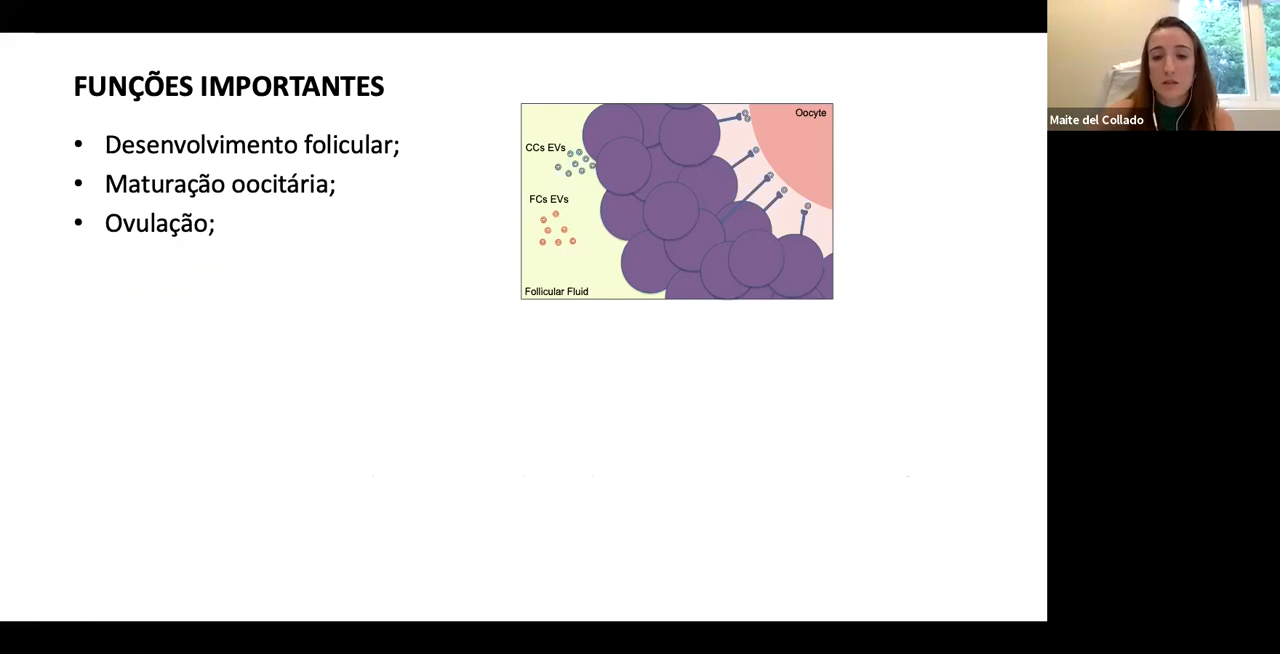 FUNÇÕES IMPORTANTES
• Desenvolvimento folicular;
• Maturação oocitária;
• Ovulação;
Oocyte
CCs EVs
FCs EVs
Follicular Fluid
Maite del Collado